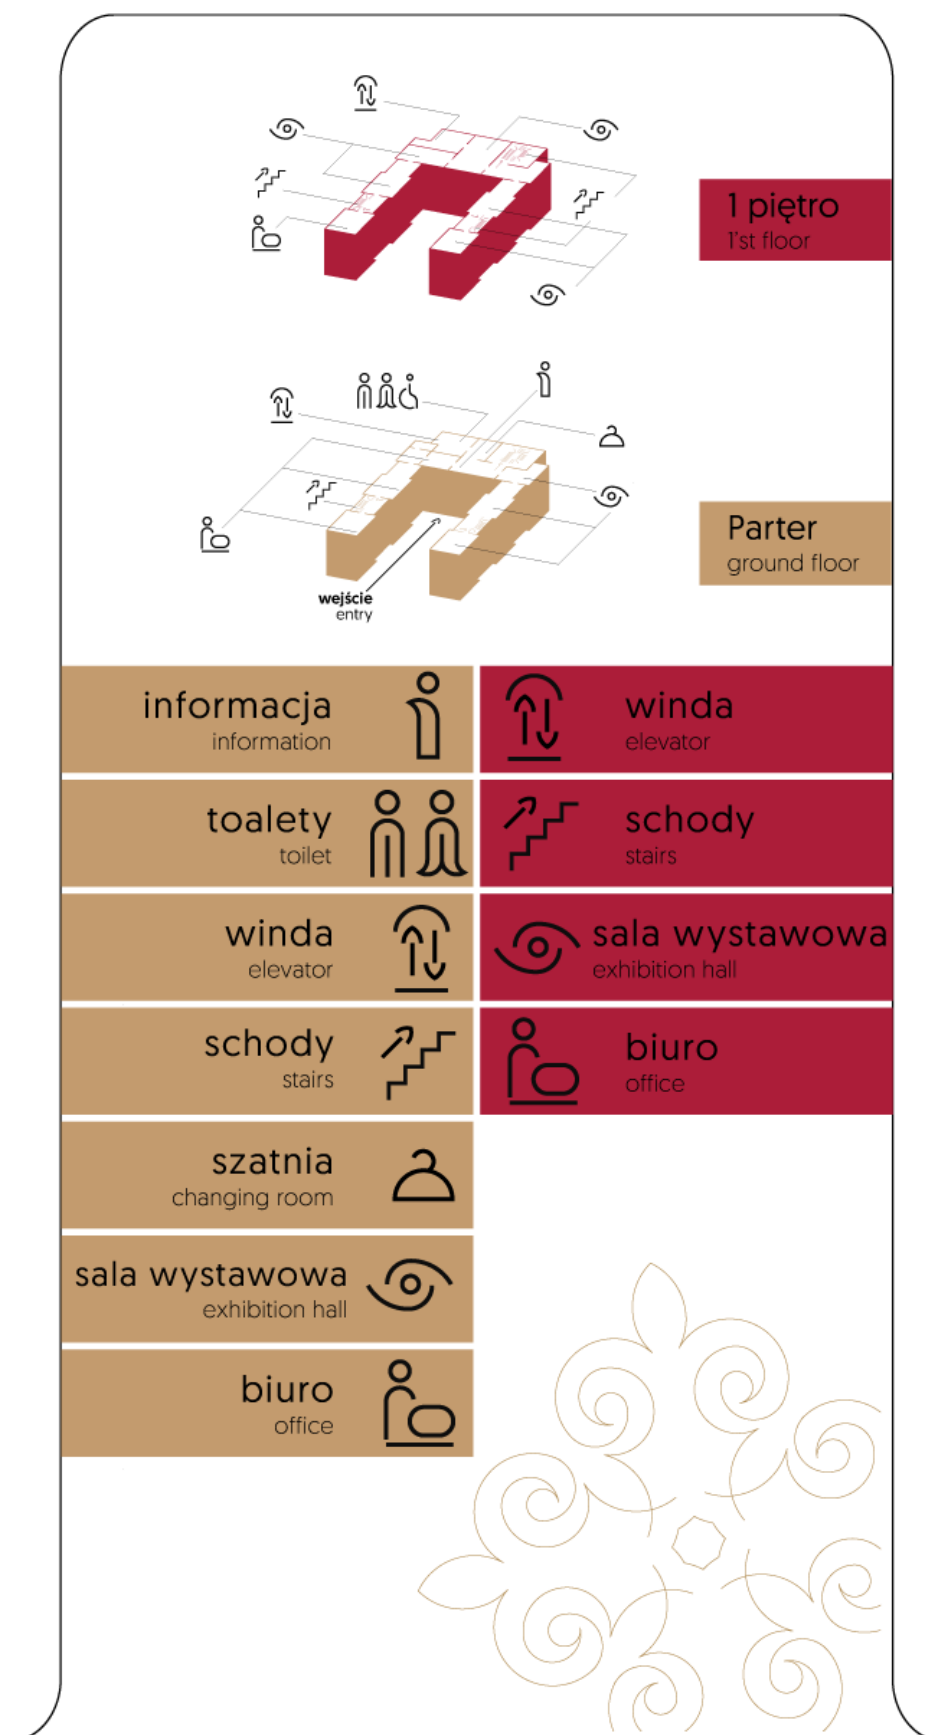 1 piętro
1'st floor
Parter
ground floor
wejście
entry
informacja
information
toalety
toilet
winda
elevator
schody
stairs
szatnia
changing room
sala wystawowa
exhibition hall
biuro
office
winda
elevator
schody
stairs
sala wystawowa
exhibition hall
biuro
office